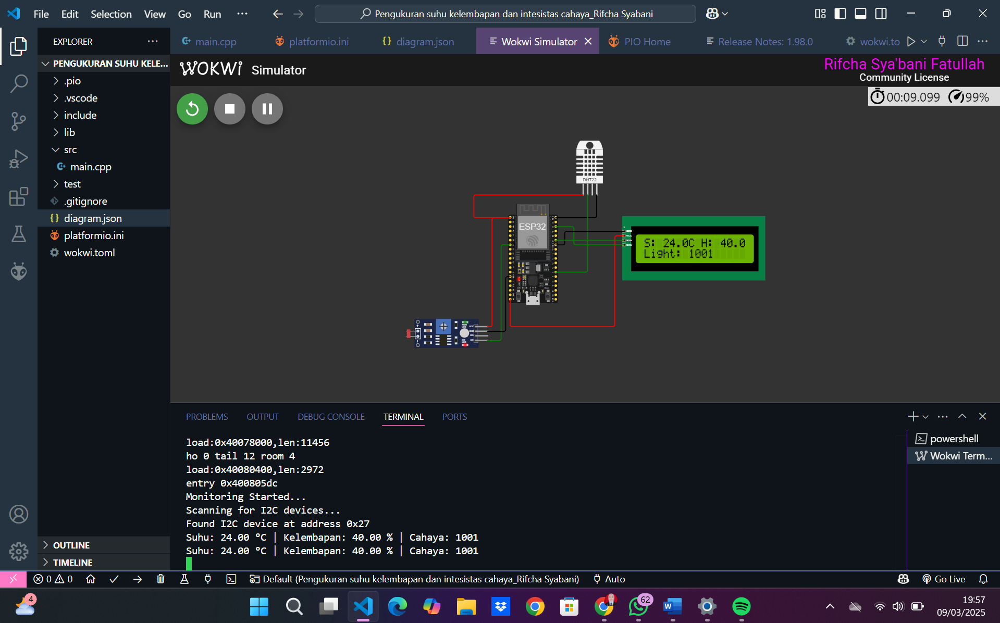 File Edit Selection View Go Run ...
Pengukuran suhu kelembapan dan intesistas cahaya_Rifcha Syabani
EXPLORER
main.cpp
platformio.ini
diagram.json
Wokwi Simulator
PIO Home
Release Notes: 1.98.0
wokwi.to
PENGUKURAN SUHU KELE...
.pio
.vscode
include
lib
src
main.cpp
test
.gitignore
diagram.json
platformio.ini
wokwi.toml
OUTLINE
TIMELINE
WOKWI Simulator
Rifcha Sya'bani Fatullah
Community License
00:09.099 99%
DHT22
ESP32
S: 24.0C H: 40.0
Light: 1001
PROBLEMS OUTPUT DEBUG CONSOLE TERMINAL PORTS
load:0x40078000,len:11456
ho 0 tail 12 room 4
load:0x40080400,len:2972
entry 0x400805dc
Monitoring Started...
Scanning for I2C devices...
Found I2C device at address 0x27
Suhu: 24.00 °C | Kelembapan: 40.00 % | Cahaya: 1001
Suhu: 24.00 °C | Kelembapan: 40.00 % | Cahaya: 1001
powershell
Wokwi Term...
0 0 Default (Pengukuran suhu kelembapan dan intesistas cahaya_Rifcha Syabani) Auto Go Live
4
62
19:57
09/03/2025